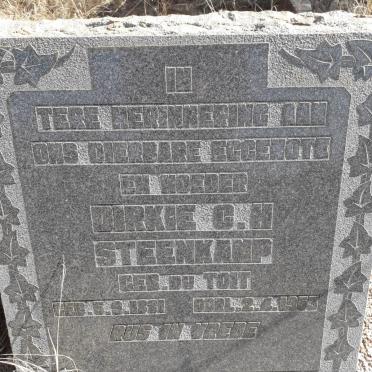 IN
TERE HERINNERING AAN
ONS DIERBARE EGGENOTE
EN MOEDER
DIRKIE C. H
STEENKAMP
GEB DU TOIT
GEB. OORL.
RUS IN VREDE